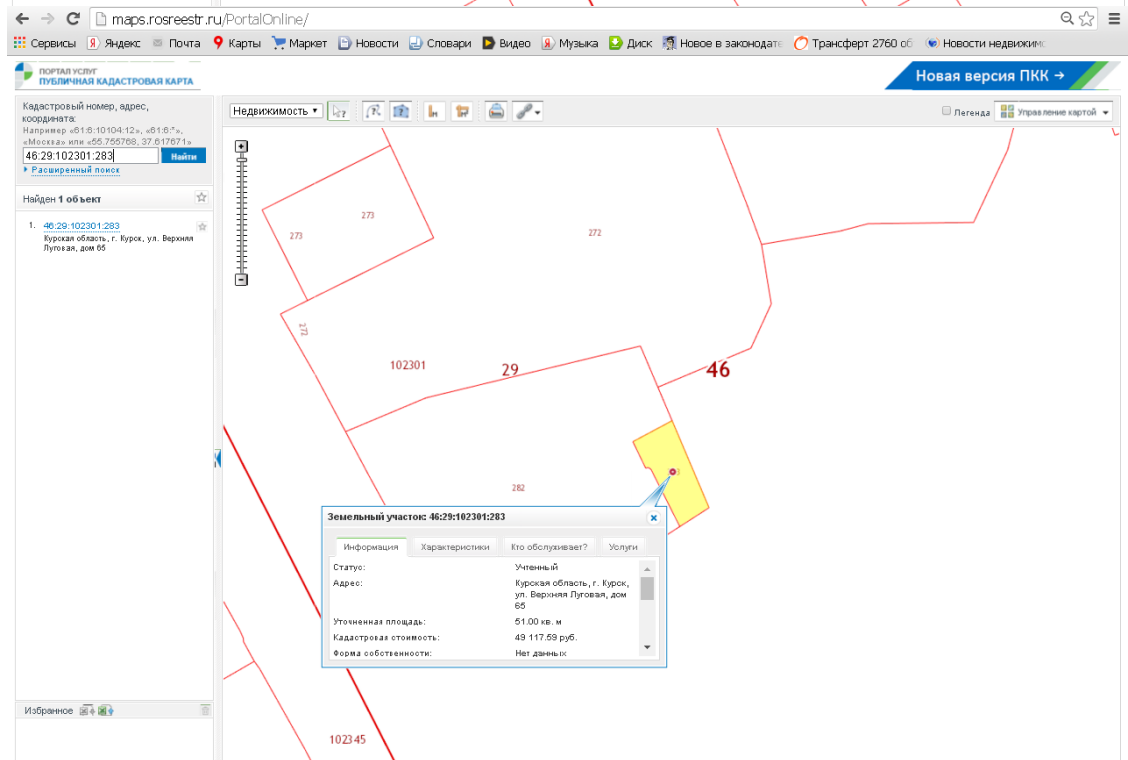 maps.rosreestr.ru/PortalOnline/
Сервисы Яндекс Почта Карты Маркет Новости Словари Видео Музыка Диск Новое в законодате Трансферт 2760 об Новости недвижимо
ПОРТАЛ УСЛУГ
ПУБЛИЧНАЯ КАДАСТРОВАЯ КАРТА
Новая версия ПКК →
Кадастровый номер, адрес,
координата:
Например «61:6:10104:12», «61:6:*»,
«Москва» или «55.755768, 37.617671»
46:29:102301:283 Найти
Расширенный поиск
Недвижимость
Легенда Управление картой
Найден 1 объект
1. 46:29:102301:283
Курская область, г. Курск, ул. Верхняя
Луговая, дом 65
273
273
272
272
102301
29
46
282
Земельный участок: 46:29:102301:283
Информация Характеристики Кто обслуживает? Услуги
Статус: Учтенный
Адрес: Курская область, г. Курск,
ул. Верхняя Луговая, дом
65
Уточненная площадь: 51.00 кв. м
Кадастровая стоимость: 49 117.59 руб.
Форма собственности: Нет данных
Избранное
102345